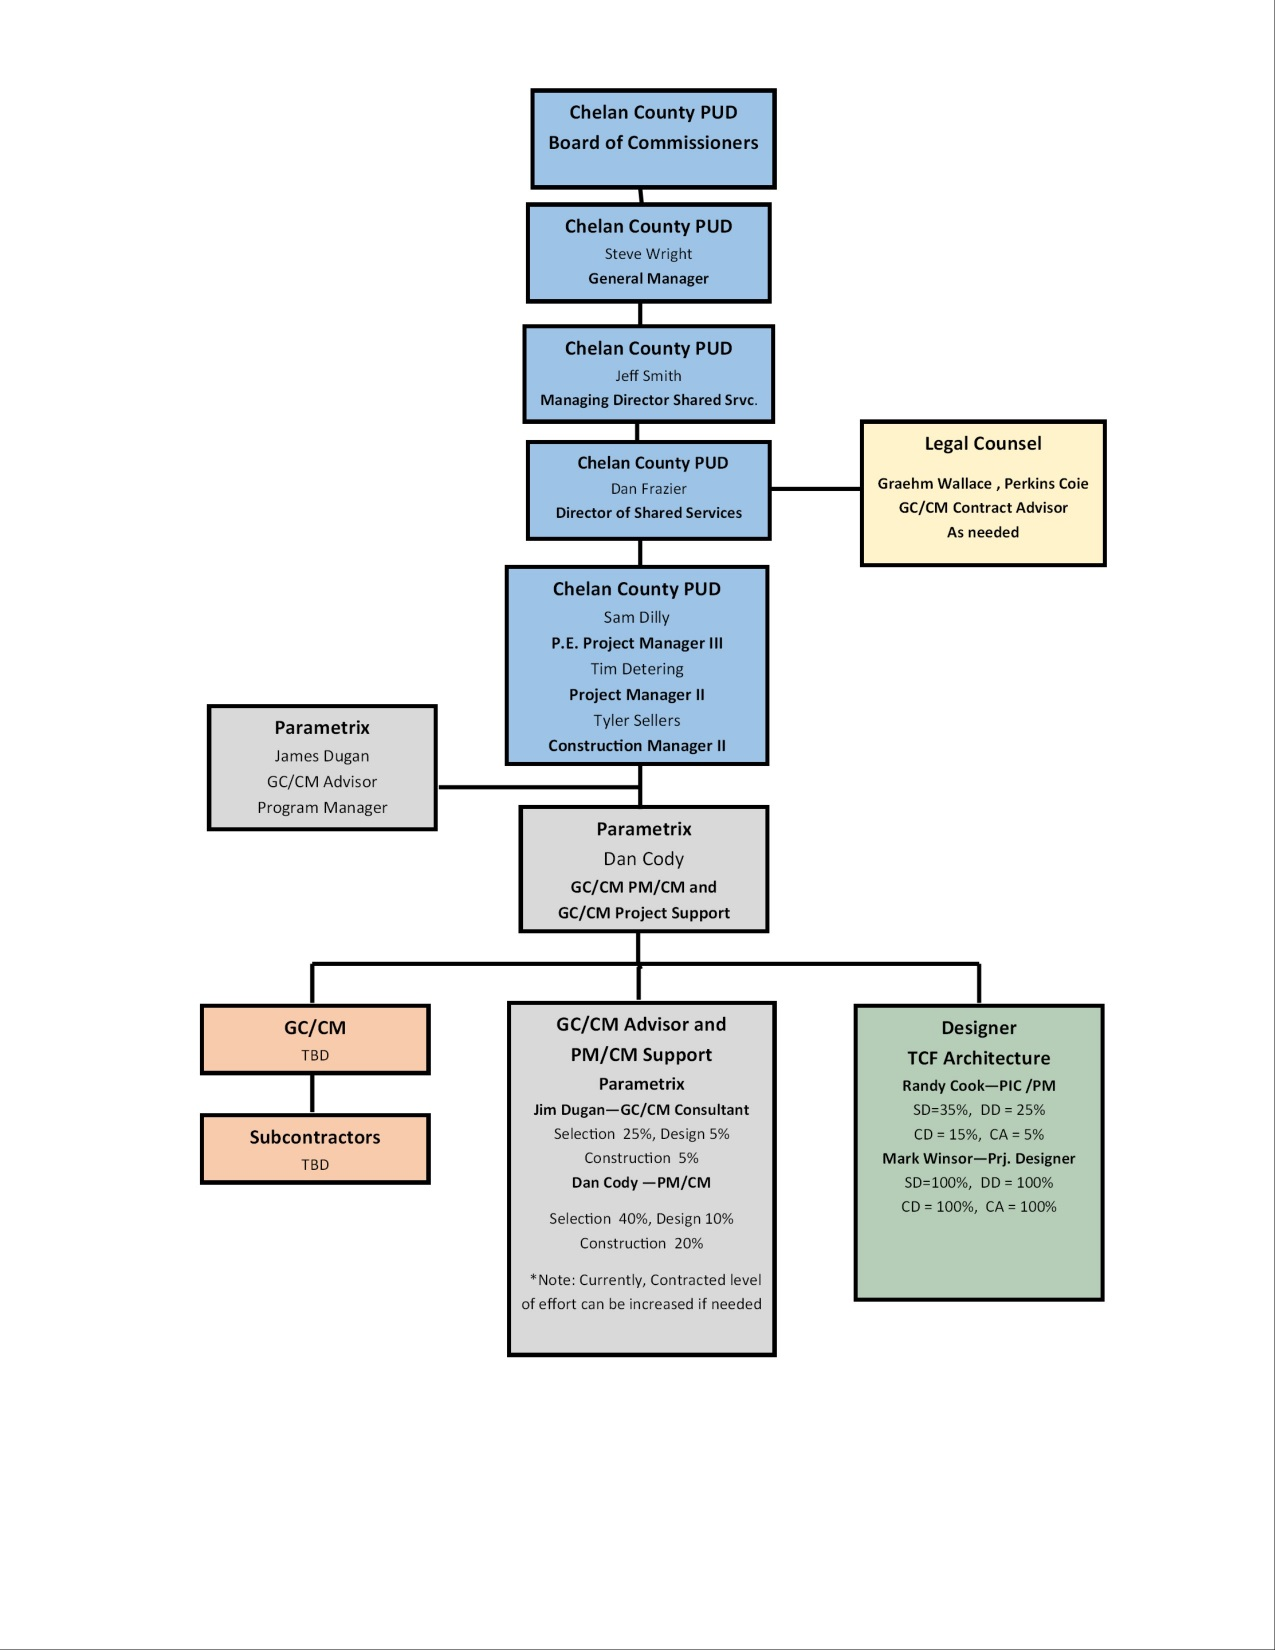 Chelan County PUD
Board of Commissioners
Chelan County PUD
Steve Wright
General Manager
Chelan County PUD
Jeff Smith
Managing Director Shared Srvc.
Chelan County PUD
Dan Frazier
Director of Shared Services
Legal Counsel
Graehm Wallace , Perkins Coie
GC/CM Contract Advisor
As needed
Chelan County PUD
Sam Dilly
P.E. Project Manager III
Tim Detering
Project Manager II
Tyler Sellers
Construction Manager II
Parametrix
James Dugan
GC/CM Advisor
Program Manager
Parametrix
Dan Cody
GC/CM PM/CM and
GC/CM Project Support
GC/CM
TBD
Subcontractors
TBD
GC/CM Advisor and
PM/CM Support
Parametrix
Jim Dugan—GC/CM Consultant
Selection 25%, Design 5%
Construction 5%
Dan Cody —PM/CM
Selection 40%, Design 10%
Construction 20%
*Note: Currently, Contracted level
of effort can be increased if needed
Designer
TCF Architecture
Randy Cook—PIC /PM
SD=35%, DD = 25%
CD = 15%, CA = 5%
Mark Winsor—Prj. Designer
SD=100%, DD = 100%
CD = 100%, CA = 100%